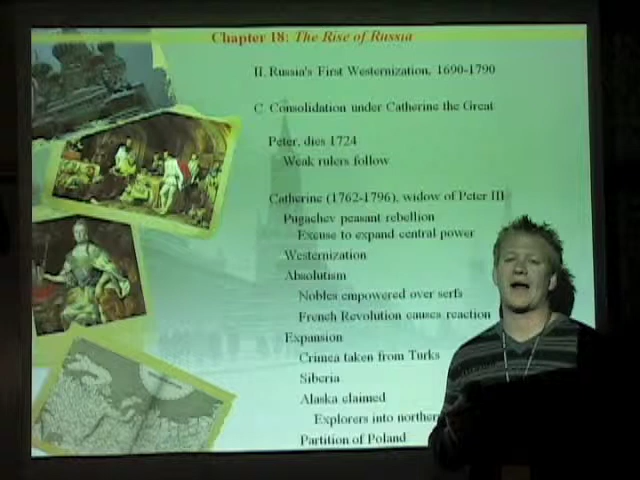 Chapter 18: The Rise of Russia
II. Russia's First Westernization, 1690-1790
C. Consolidation under Catherine the Great
Peter, dies 1724
Weak rulers follow
Catherine (1762-1796), widow of Peter III
Pugachev peasant rebellion
Excuse to expand central power
Westernization
Absolutism
Nobles empowered over serfs
French Revolution causes reaction
Expansion
Crimea taken from Turks
Siberia
Alaska claimed
Explorers into northern
Partition of Poland